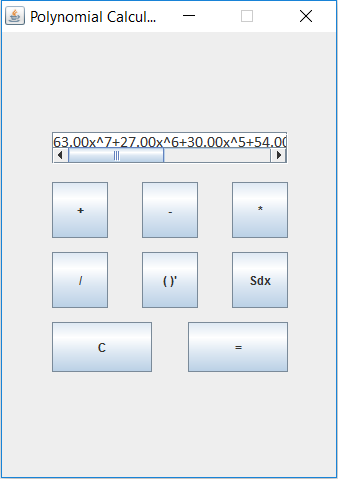 Polynomial Calcul...
63.00x^7+27.00x^6+30.00x^5+54.00
+ - *
/ ( )' Sdx
C =